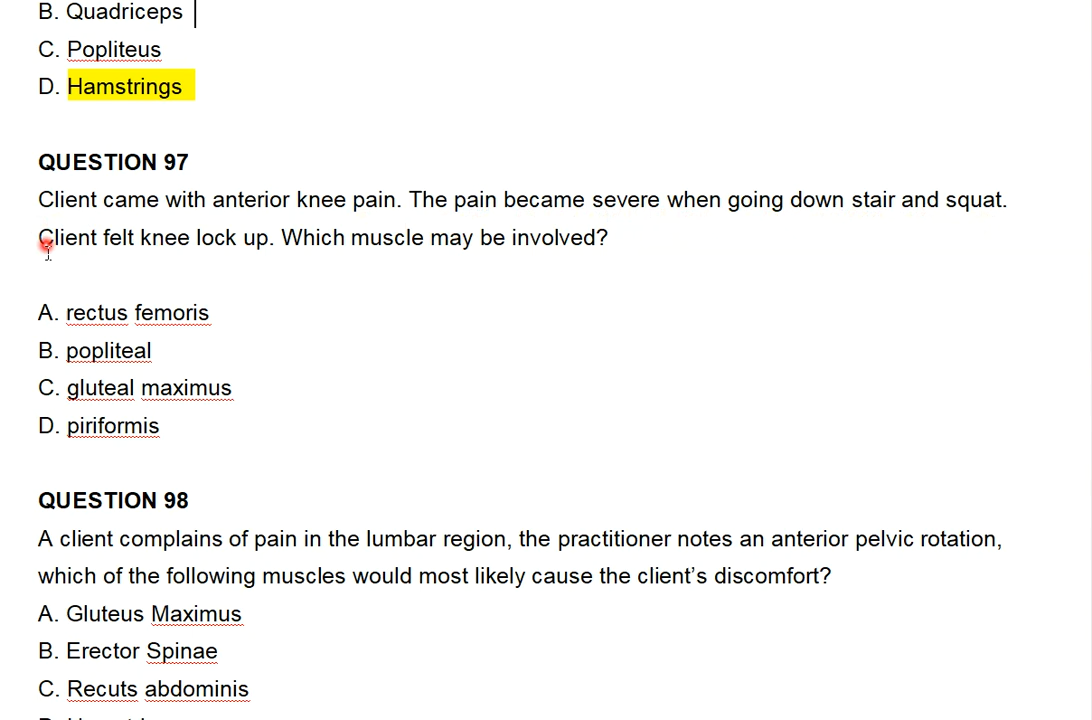 B. Quadriceps
C. Popliteus
D. Hamstrings
QUESTION 97
Client came with anterior knee pain. The pain became severe when going down stair and squat.
Client felt knee lock up. Which muscle may be involved?
A. rectus femoris
B. popliteal
C. gluteal maximus
D. piriformis
QUESTION 98
A client complains of pain in the lumbar region, the practitioner notes an anterior pelvic rotation,
which of the following muscles would most likely cause the client’s discomfort?
A. Gluteus Maximus
B. Erector Spinae
C. Recuts abdominis